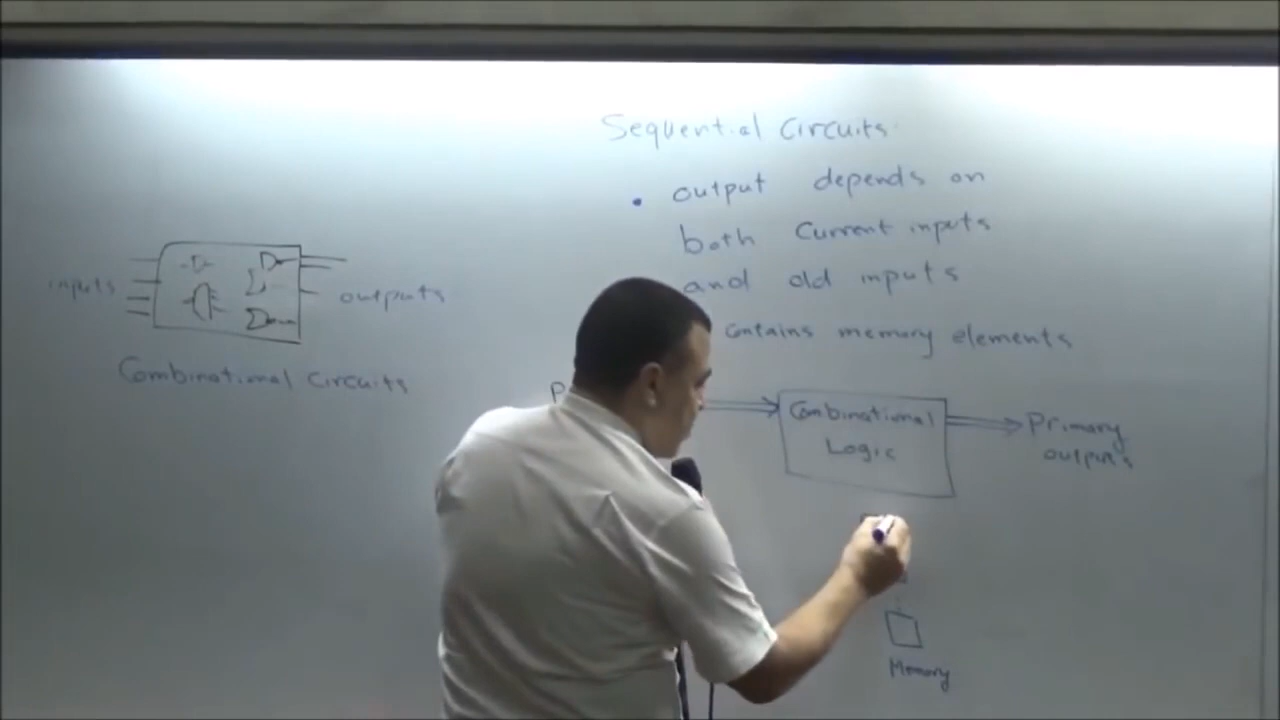 Sequential Circuits
• output depends on
both Current inputs
and old inputs
contains memory elements
inputs
outputs
Combinational Circuits
Combinational
Logic
Primary
outputs
Memory